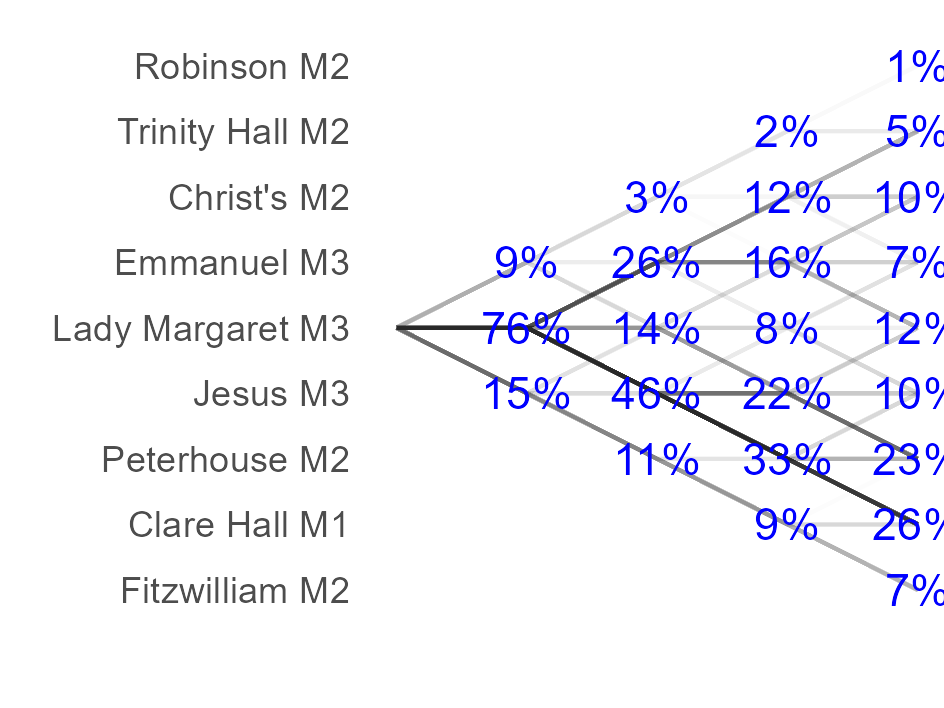 Robinson M2 1%
Trinity Hall M2 2% 5%
Christ's M2 3% 12% 10%
Emmanuel M3 9% 26% 16% 7%
Lady Margaret M3 76% 14% 8% 12%
Jesus M3 15% 46% 22% 10%
Peterhouse M2 11% 33% 23%
Clare Hall M1 9% 26%
Fitzwilliam M2 7%